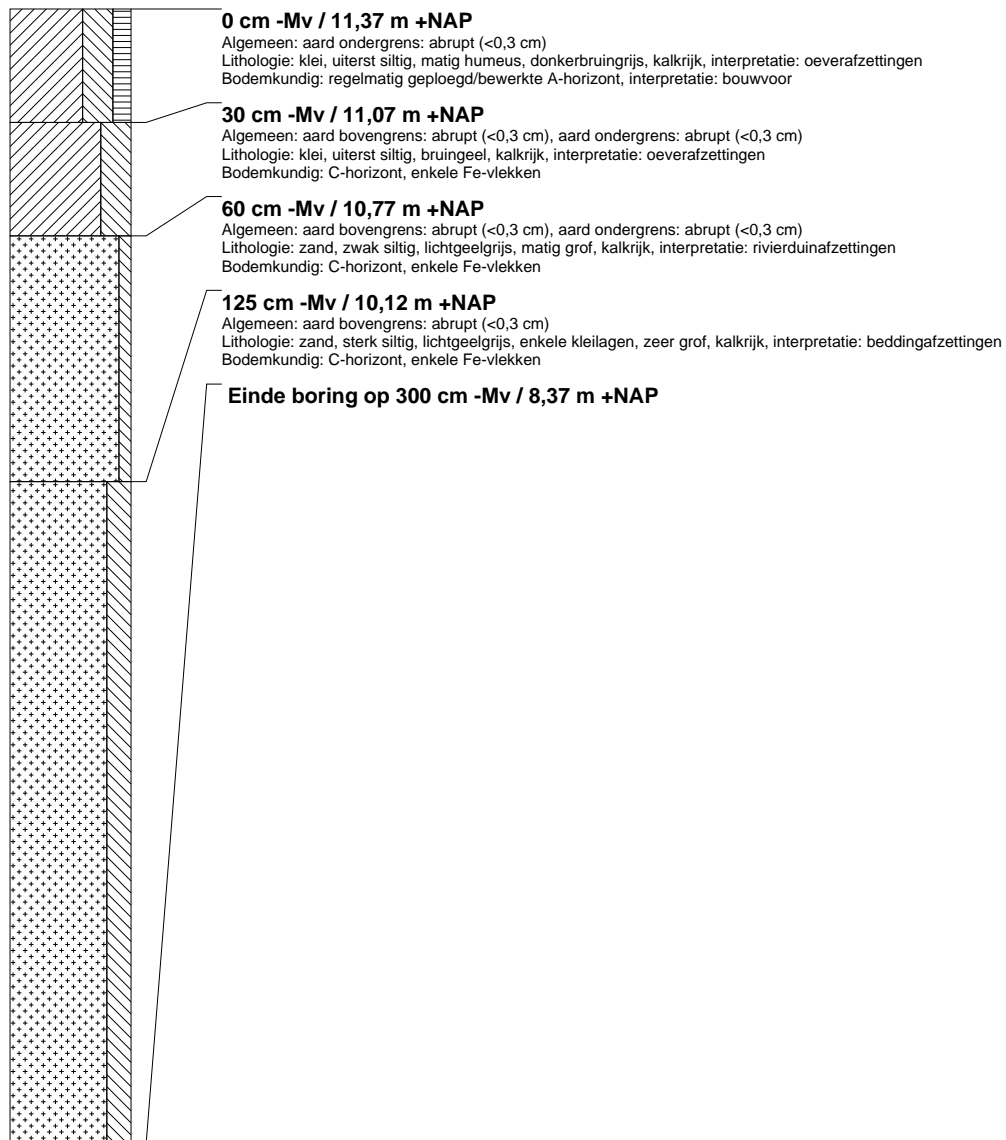 0 cm -Mv / 11,37 m +NAP
Algemeen: aard ondergrens: abrupt (<0,3 cm)
Lithologie: klei, uiterst siltig, matig humeus, donkerbruingrijs, kalkrijk, interpretatie: oeverafzettingen
Bodemkundig: regelmatig geploegd/bewerkte A-horizont, interpretatie: bouwvoor
30 cm -Mv / 11,07 m +NAP
Algemeen: aard bovengrens: abrupt (<0,3 cm), aard ondergrens: abrupt (<0,3 cm)
Lithologie: klei, uiterst siltig, bruingeel, kalkrijk, interpretatie: oeverafzettingen
Bodemkundig: C-horizont, enkele Fe-vlekken
60 cm -Mv / 10,77 m +NAP
Algemeen: aard bovengrens: abrupt (<0,3 cm), aard ondergrens: abrupt (<0,3 cm)
Lithologie: zand, zwak siltig, lichtgeelgrijs, matig grof, kalkrijk, interpretatie: rivierduinafzettingen
Bodemkundig: C-horizont, enkele Fe-vlekken
125 cm -Mv / 10,12 m +NAP
Algemeen: aard bovengrens: abrupt (<0,3 cm)
Lithologie: zand, sterk siltig, lichtgeelgrijs, enkele kleilagen, zeer grof, kalkrijk, interpretatie: beddingafzettingen
Bodemkundig: C-horizont, enkele Fe-vlekken
Einde boring op 300 cm -Mv / 8,37 m +NAP